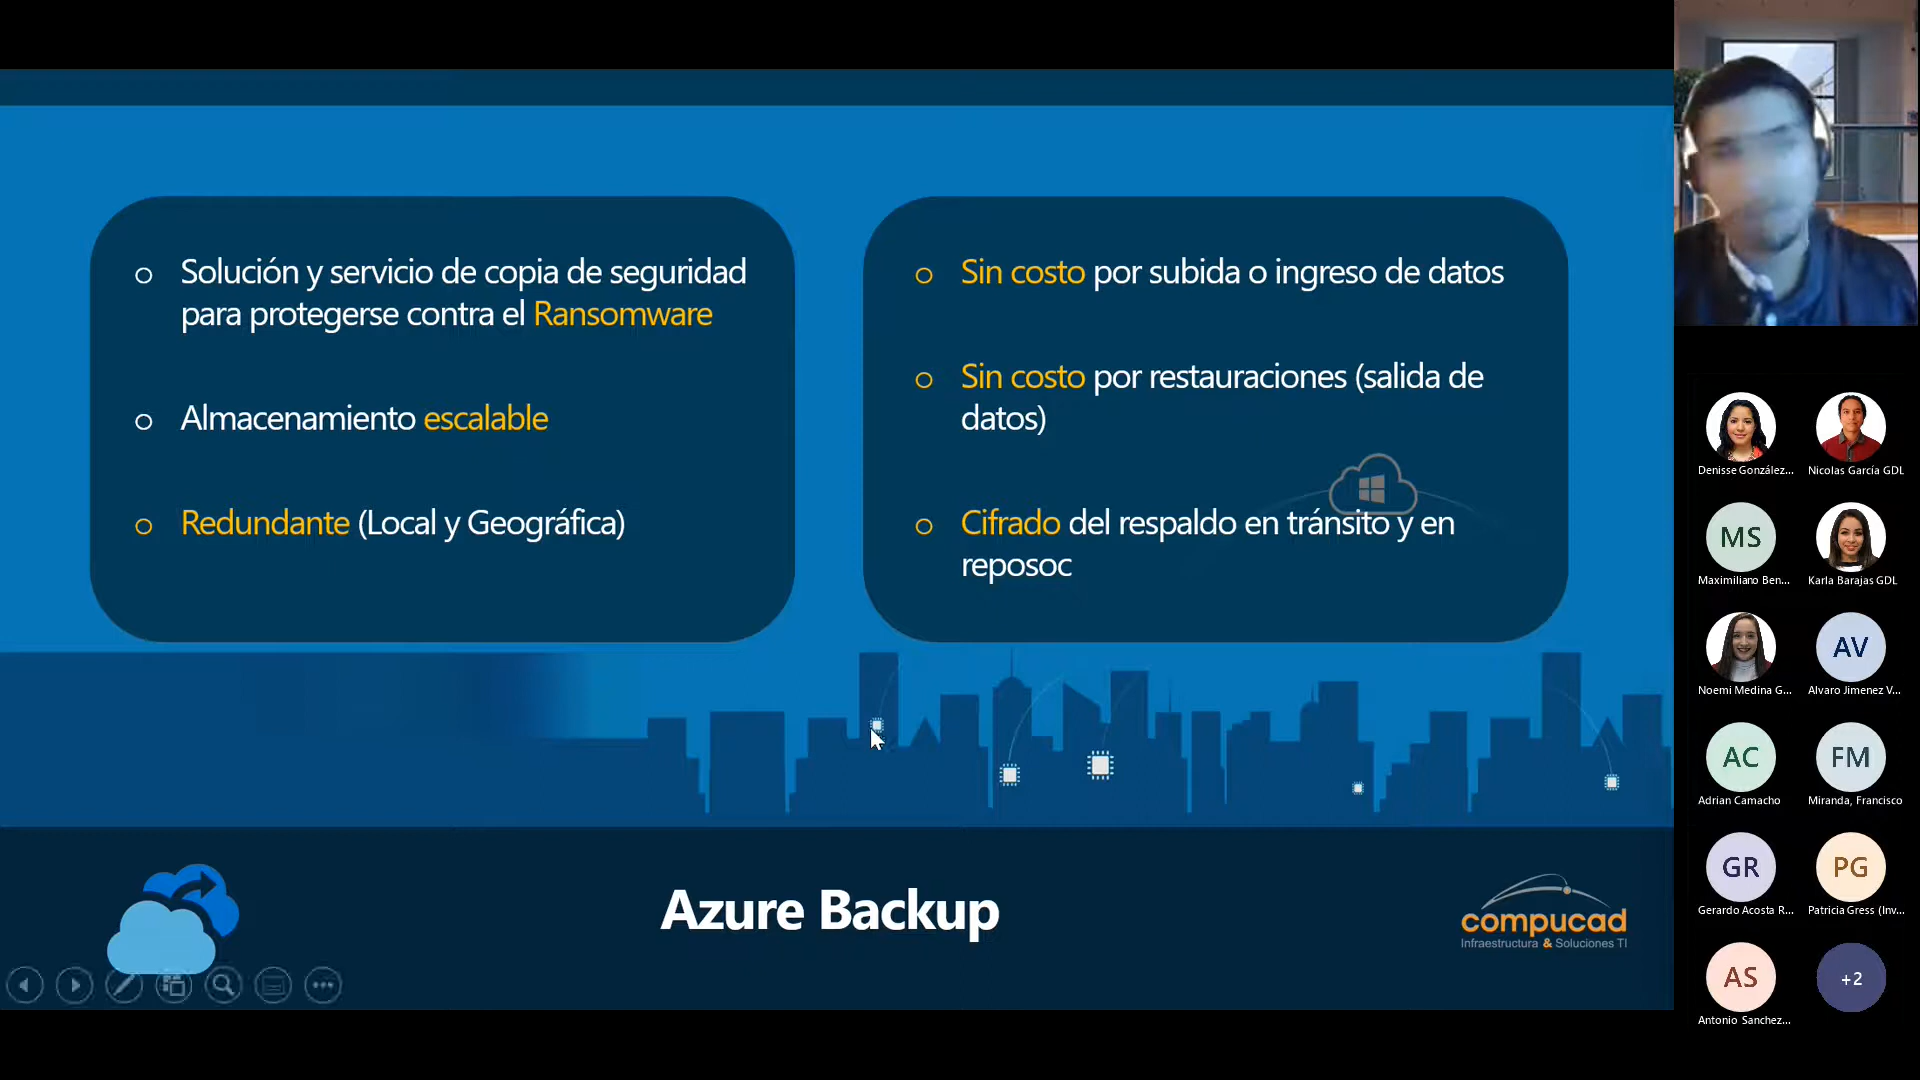 Solución y servicio de copia de seguridad
para protegerse contra el Ransomware
Almacenamiento escalable
Redundante (Local y Geográfica)
Sin costo por subida o ingreso de datos
Sin costo por restauraciones (salida de
datos)
Cifrado del respaldo en tránsito y en
reposoc
Azure Backup
compucad
Infraestructura & Soluciones TI
Denisse González...
Nicolas García GDL
MS
Maximiliano Ben...
Karla Barajas GDL
Noemi Medina G...
AV
Alvaro Jimenez V...
AC
Adrian Camacho
FM
Miranda, Francisco
GR
Gerardo Acosta R...
PG
Patricia Gress (Inv...
AS
Antonio Sanchez...
+2